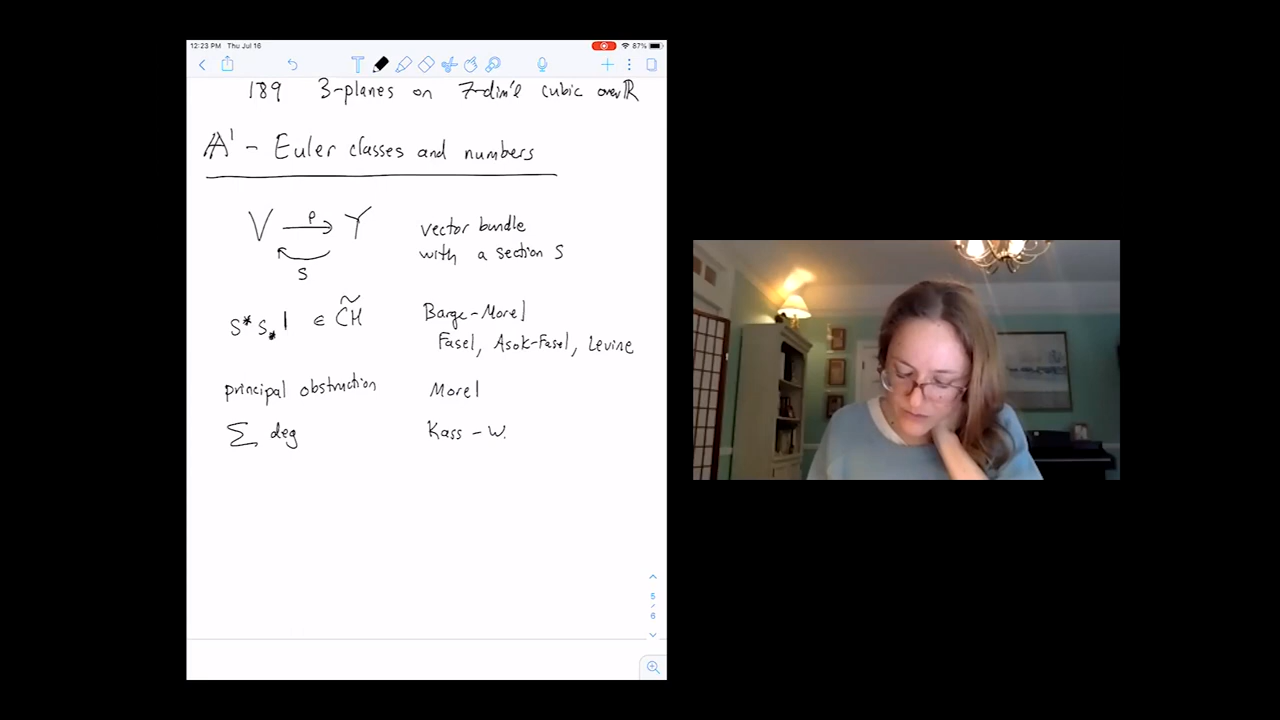 12:23 PM Thu Jul 16
87%
189 3-planes on 7-dim'l cubic over ℝ
𝔸¹ - Euler classes and numbers
V P Y
S
vector bundle
with a section S
S* S_* 1 ∈ C͠H
Barge-Morel
Fasel, Asok-Fasel, Levine
principal obstruction Morel
Σ deg Kass - W.
5
/
6